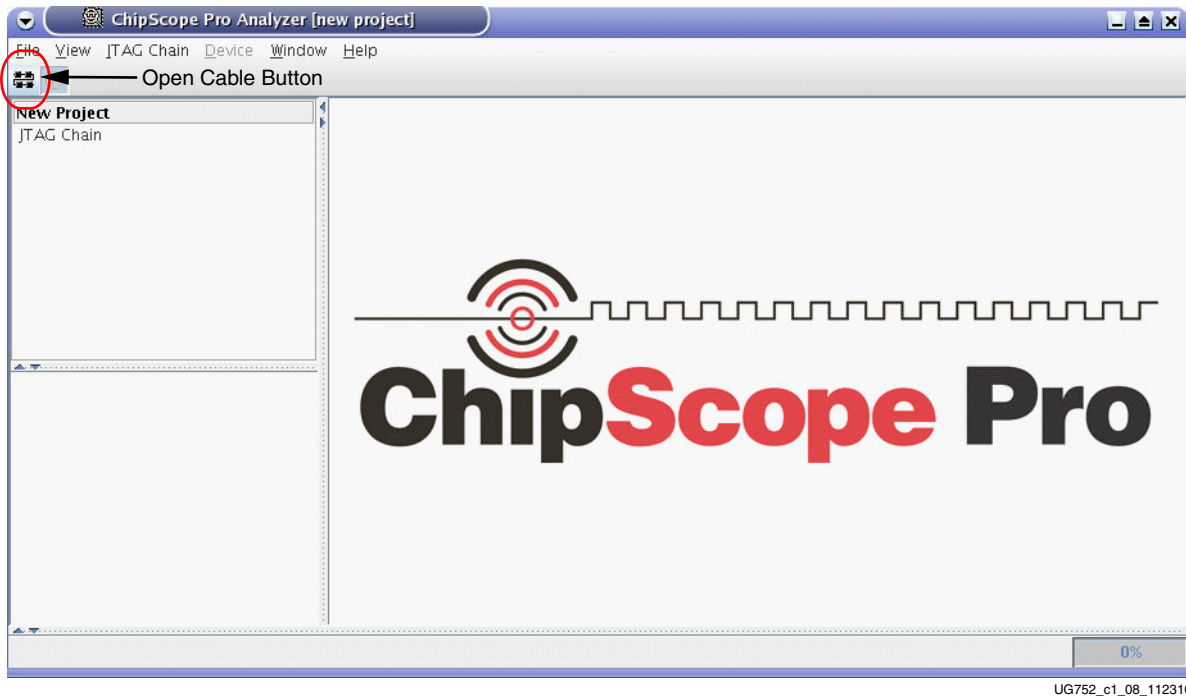 ChipScope Pro Analyzer [new project]
File View JTAG Chain Device Window Help
Open Cable Button
New Project
JTAG Chain
ChipScope Pro
0%
UG752_c1_08_112310